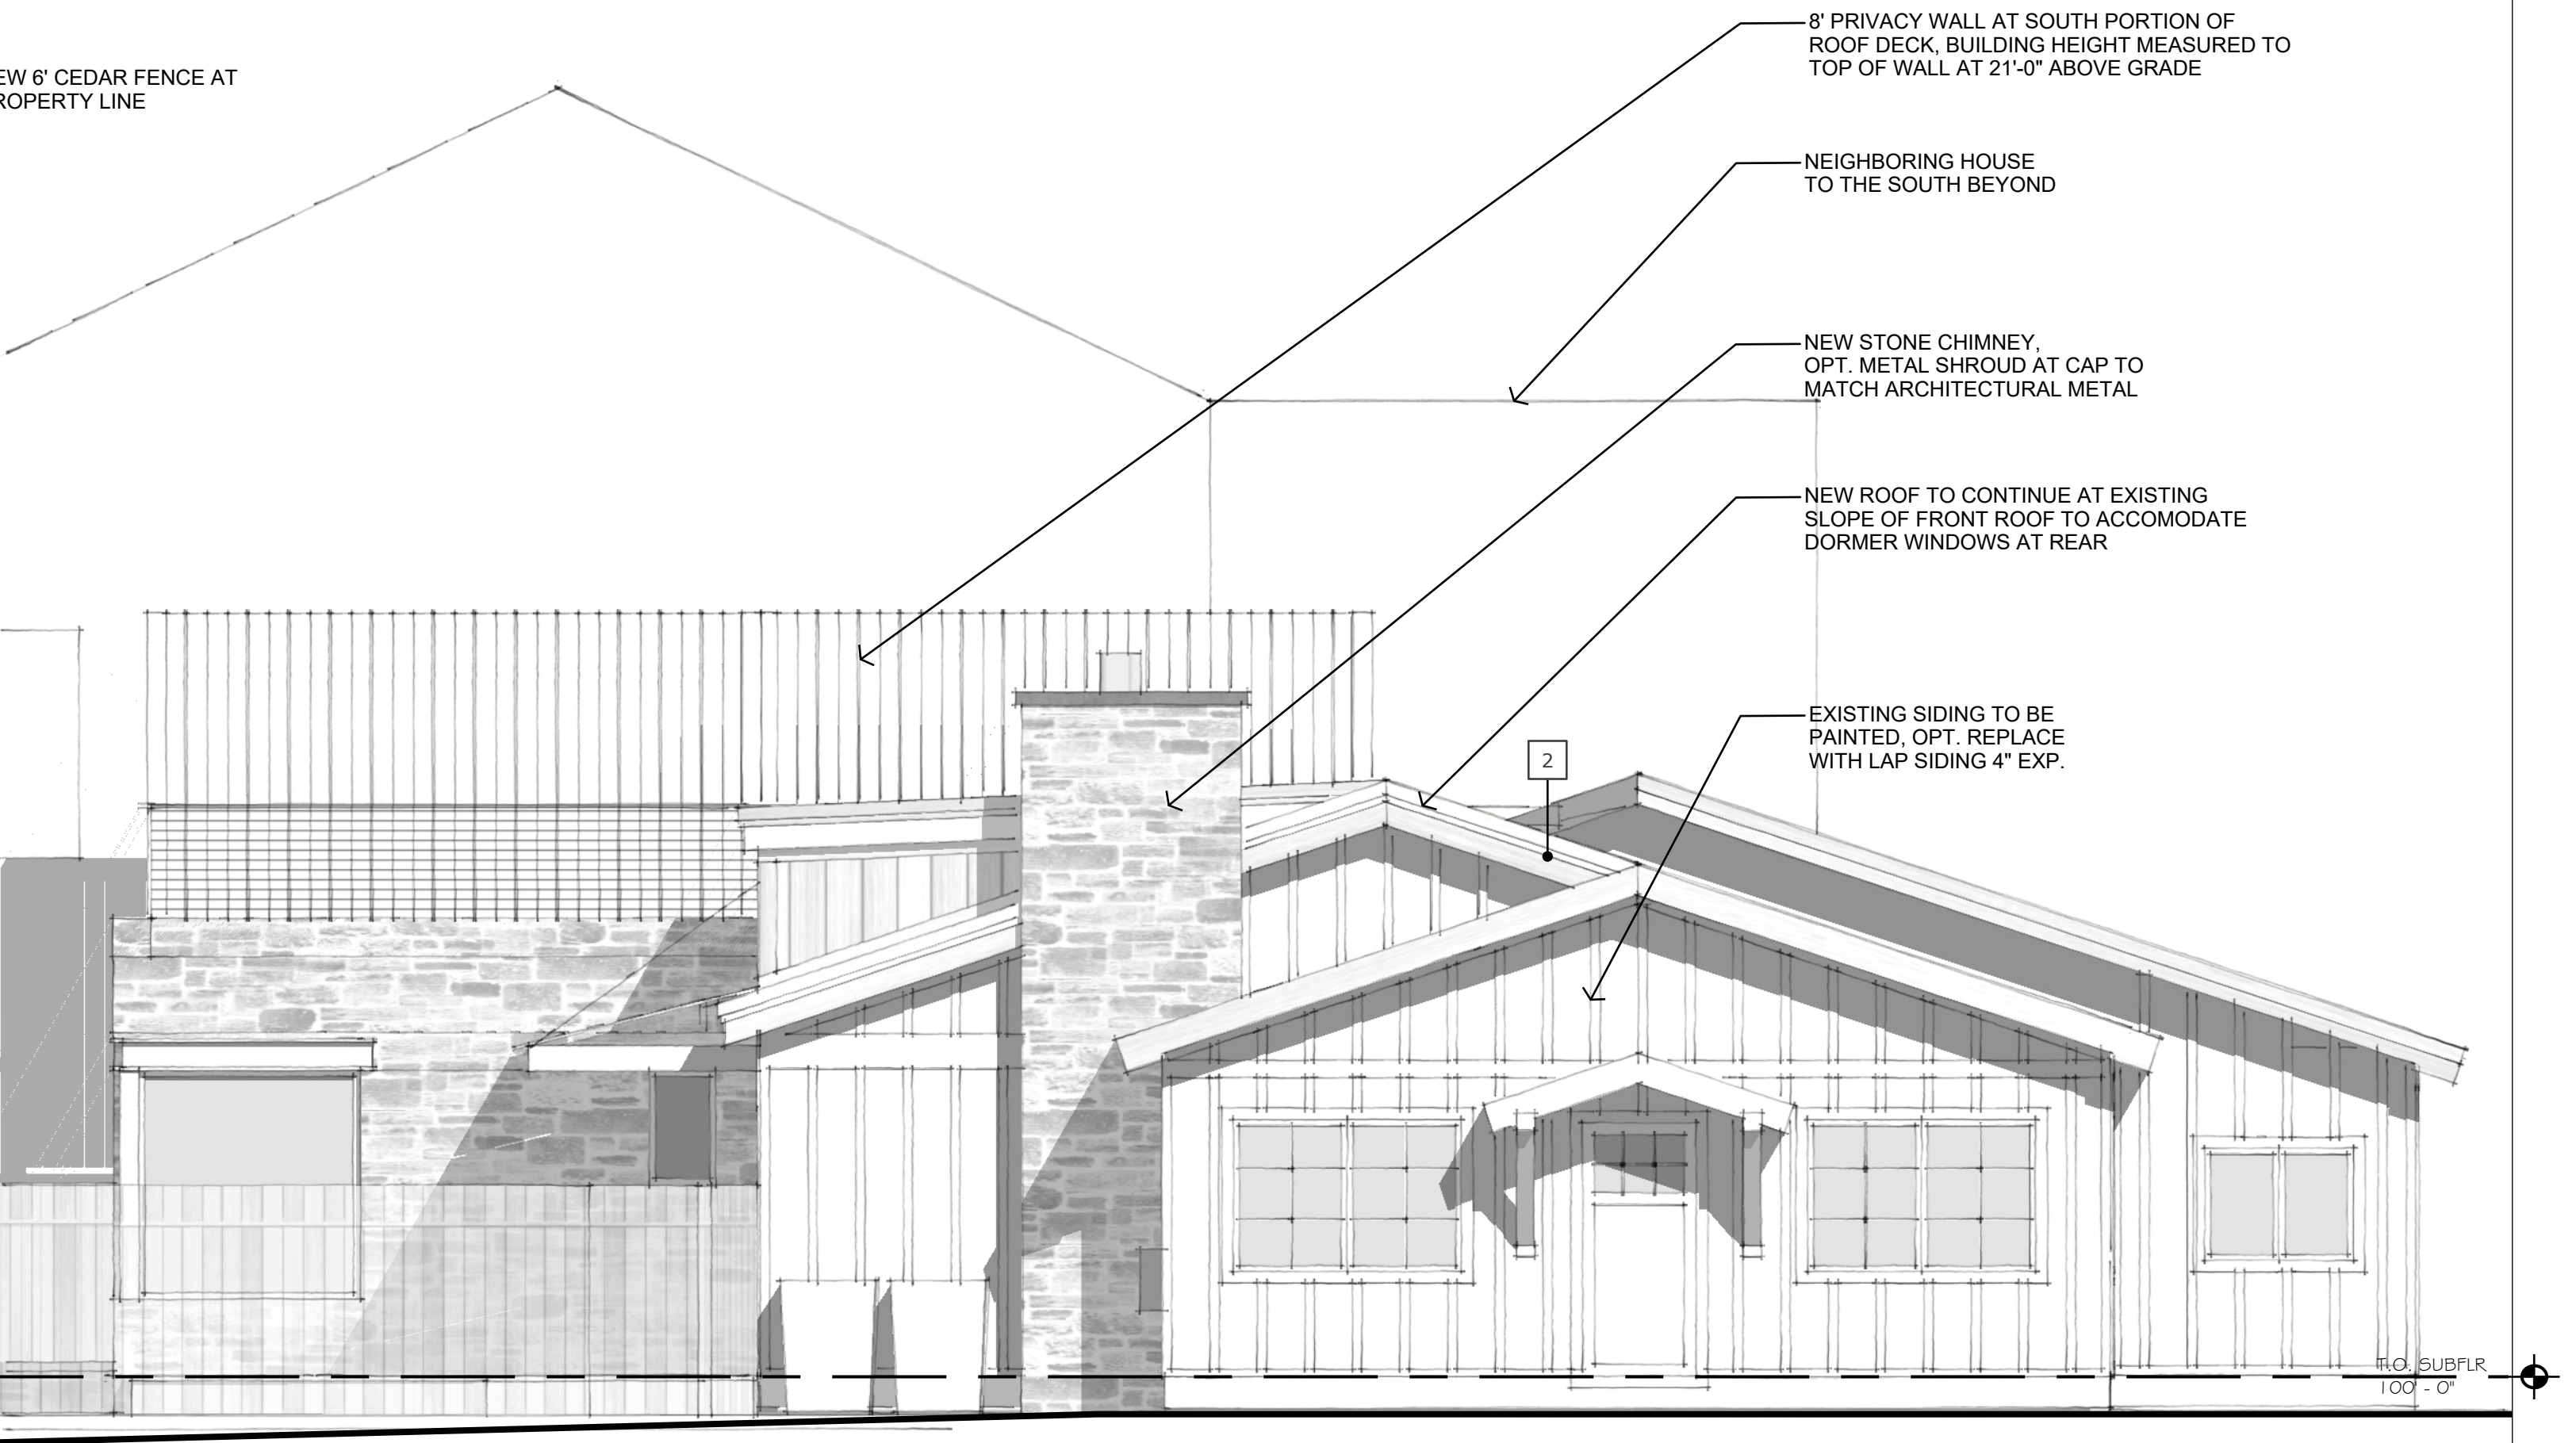 8' PRIVACY WALL AT SOUTH PORTION OF
ROOF DECK, BUILDING HEIGHT MEASURED TO
TOP OF WALL AT 21'-0" ABOVE GRADE
EW 6' CEDAR FENCE AT
ROPERTY LINE
NEIGHBORING HOUSE
TO THE SOUTH BEYOND
NEW STONE CHIMNEY,
OPT. METAL SHROUD AT CAP TO
MATCH ARCHITECTURAL METAL
NEW ROOF TO CONTINUE AT EXISTING
SLOPE OF FRONT ROOF TO ACCOMODATE
DORMER WINDOWS AT REAR
EXISTING SIDING TO BE
PAINTED, OPT. REPLACE
WITH LAP SIDING 4" EXP.
2
T.O. SUBFLR
100' - 0"